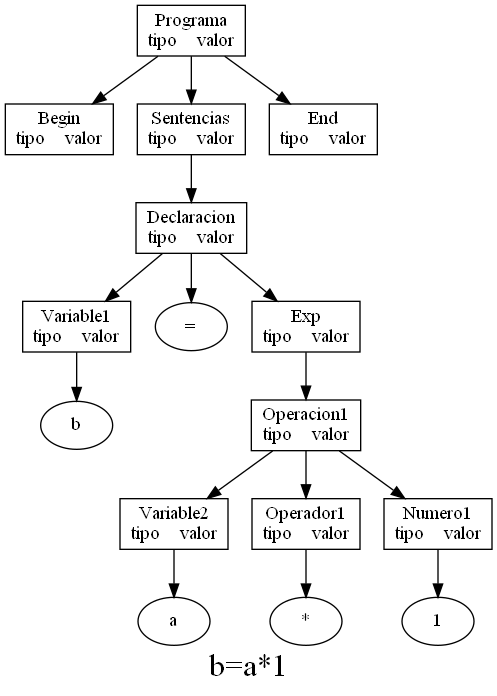 Programa
tipo valor
Begin
tipo valor
Sentencias
tipo valor
End
tipo valor
Declaracion
tipo valor
Variable1
tipo valor
=
Exp
tipo valor
b
Operacion1
tipo valor
Variable2
tipo valor
Operador1
tipo valor
Numero1
tipo valor
a
*
1
b=a*1